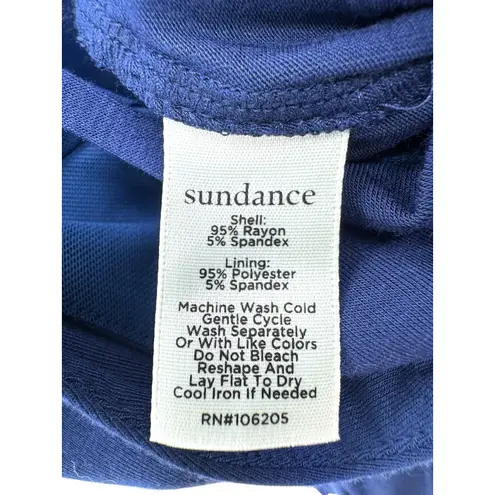 sundance
Shell:
95% Rayon
5% Spandex
Lining:
95% Polyester
5% Spandex
Machine Wash Cold
Gentle Cycle
Wash Separately
Or With Like Colors
Do Not Bleach
Reshape And
Lay Flat To Dry
Cool Iron If Needed
RN#106205